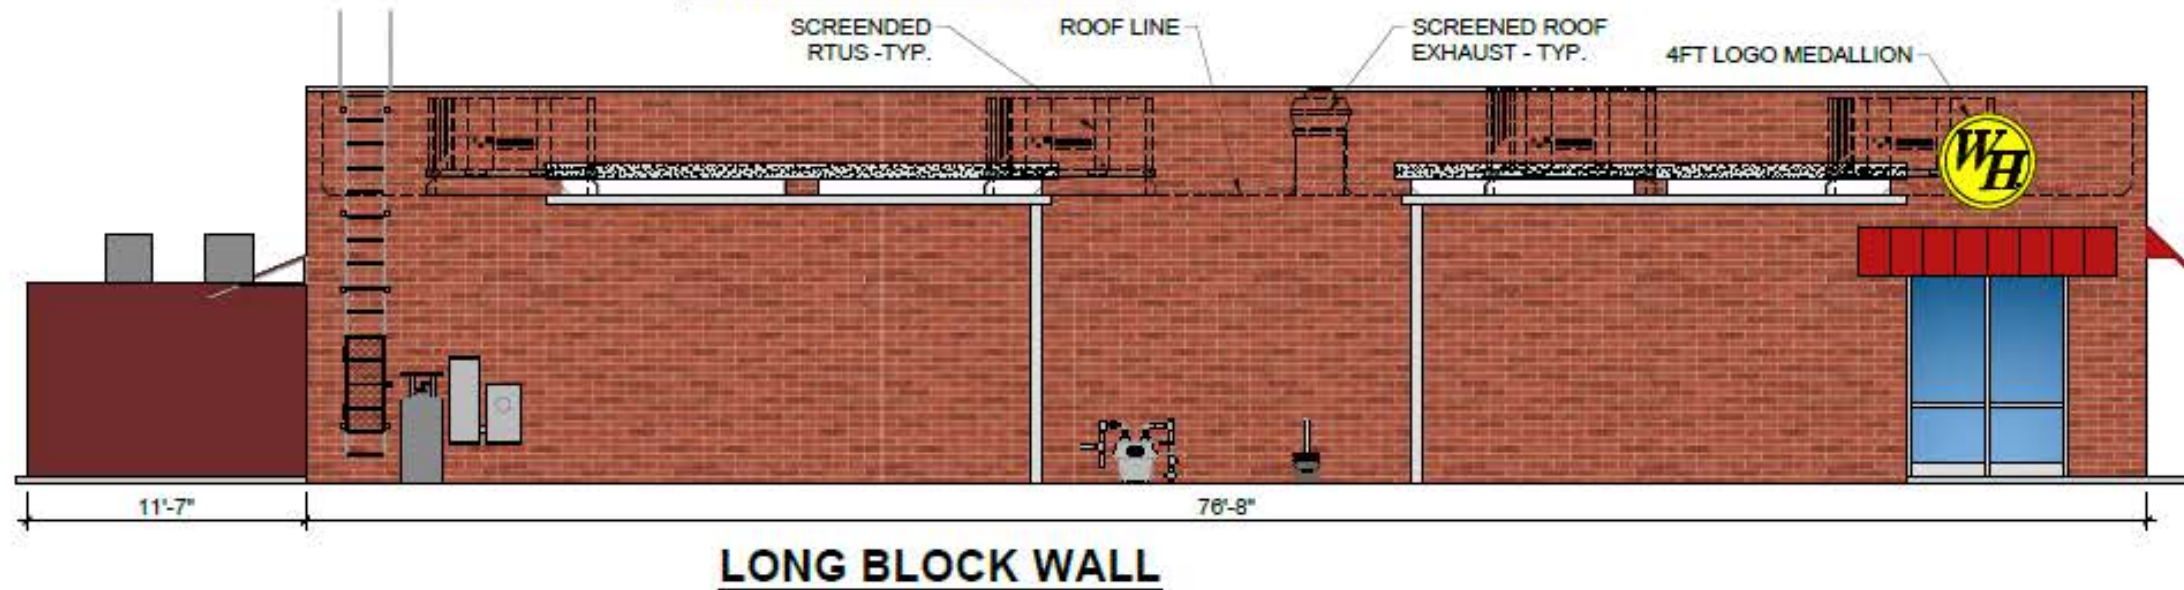 SCREENDED
RTUS -TYP.
ROOF LINE
SCREENED ROOF
EXHAUST - TYP.
4FT LOGO MEDALLION
WH
11'-7"
76'-8"
LONG BLOCK WALL